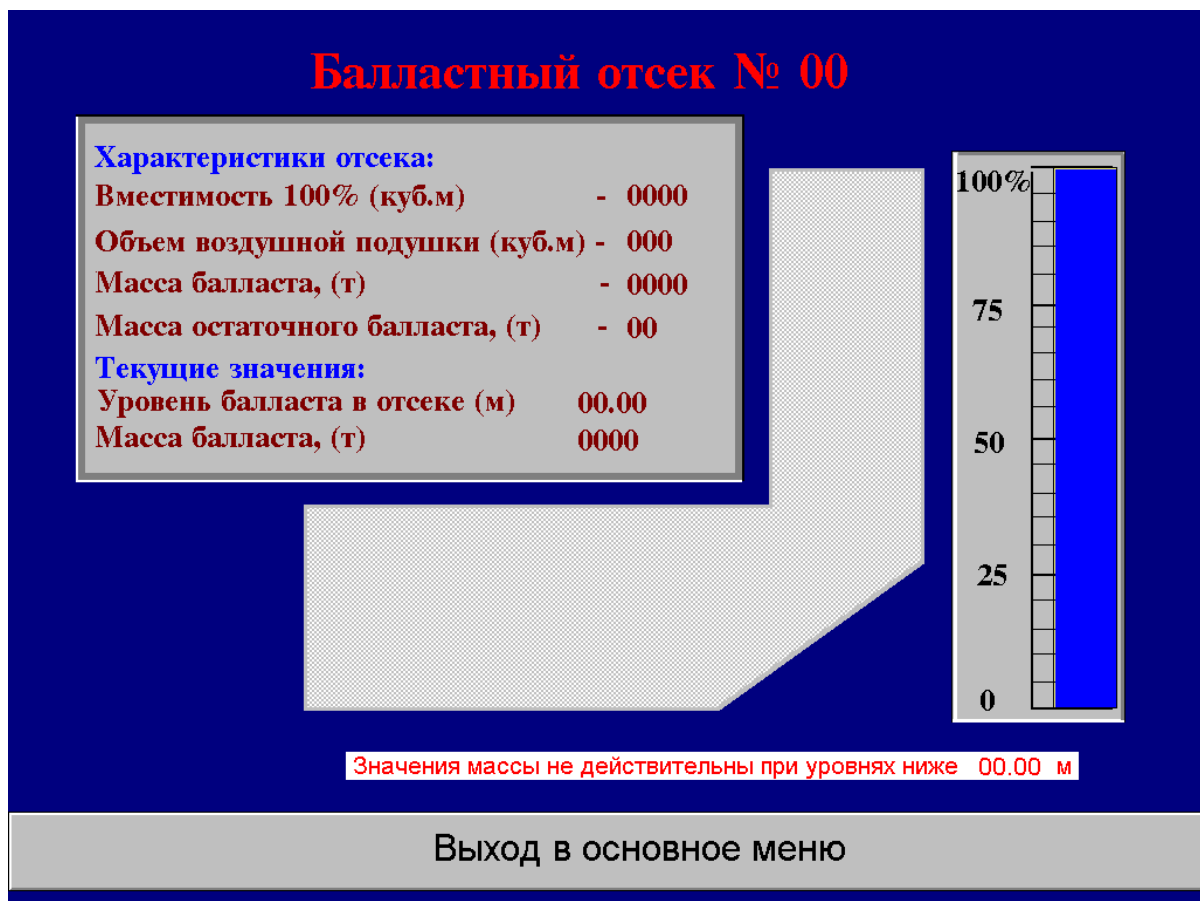 Балластный отсек № 00
Характеристики отсека:
Вместимость 100% (куб.м) - 0000
Объем воздушной подушки (куб.м) - 000
Масса балласта, (т) - 0000
Масса остаточного балласта, (т) - 00
Текущие значения:
Уровень балласта в отсеке (м) 00.00
Масса балласта, (т) 0000
100%
75
50
25
0
Значения массы не действительны при уровнях ниже 00.00 м
Выход в основное меню